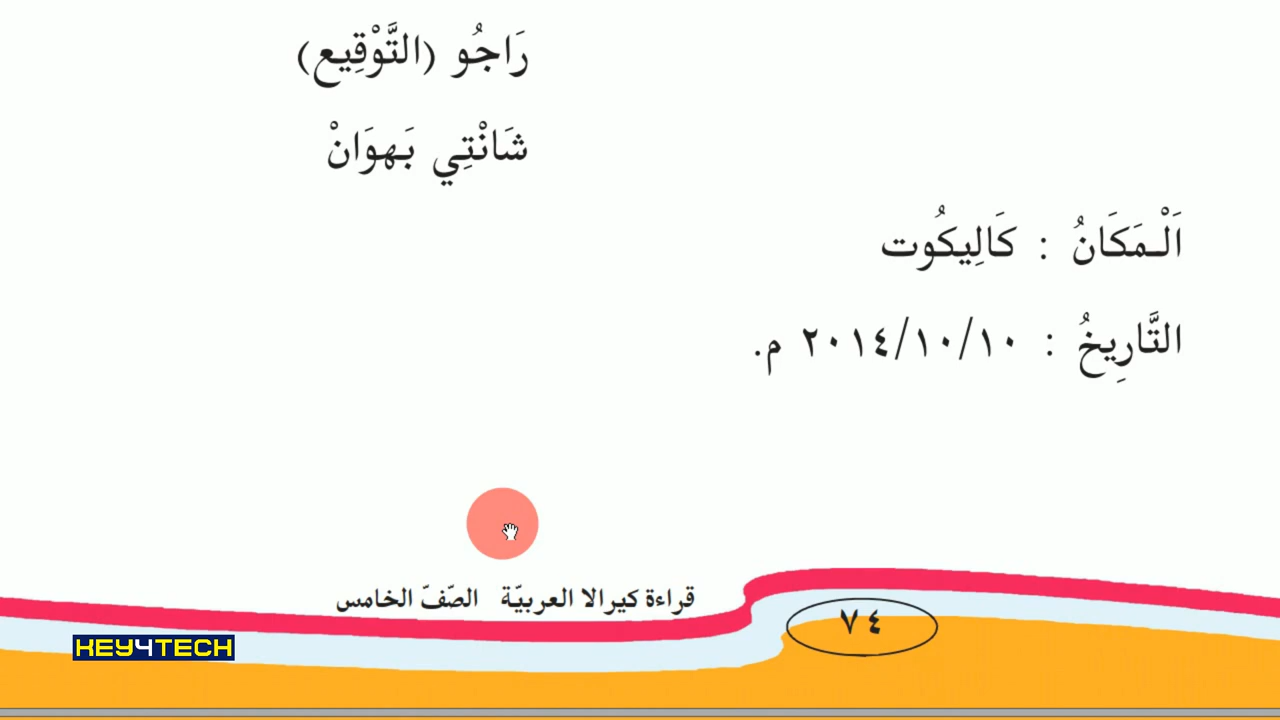 رَاجُو (التَّوْقِيع)
شَانْتِي بَهوَانْ
اَلْـمَكَانُ : كَالِيكُوت
التَّارِيخُ : ٢٠١٤/١٠/١٠ م.
قراءة كيرالا العربيّة الصّفّ الخامس
٧٤
KEY4TECH